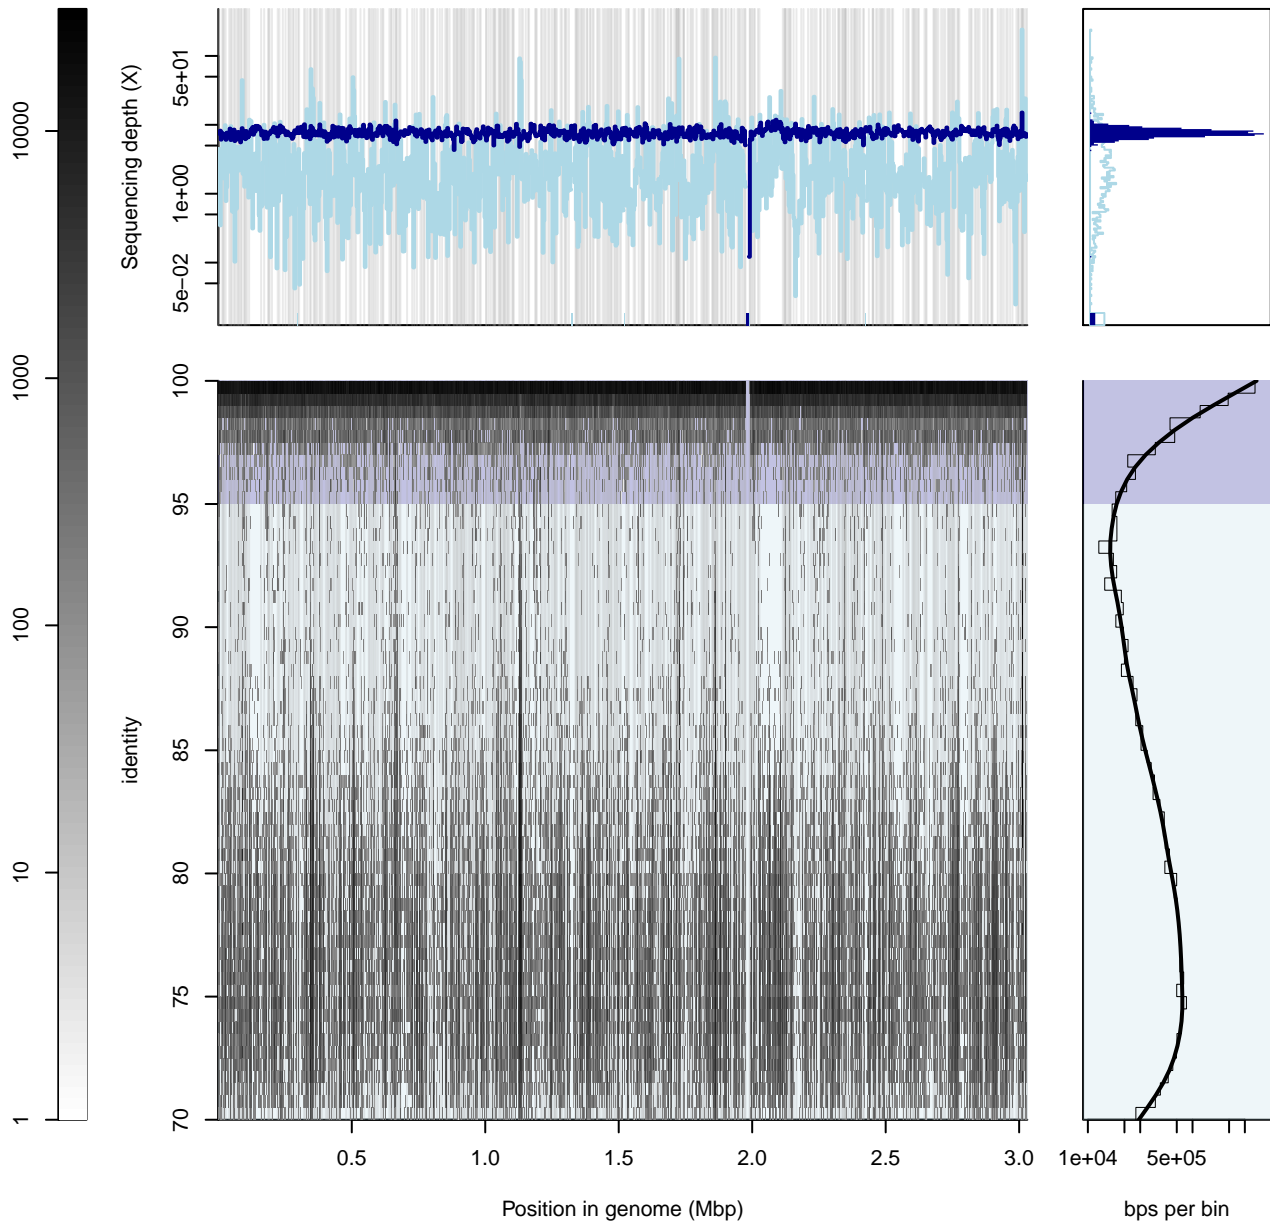 10000
1000
100
10
1
Sequencing depth (X)
5e+01
1e+00
5e-02
identity
100
95
90
85
80
75
70
0.5 1.0 1.5 2.0 2.5 3.0
Position in genome (Mbp)
1e+04 5e+05
bps per bin